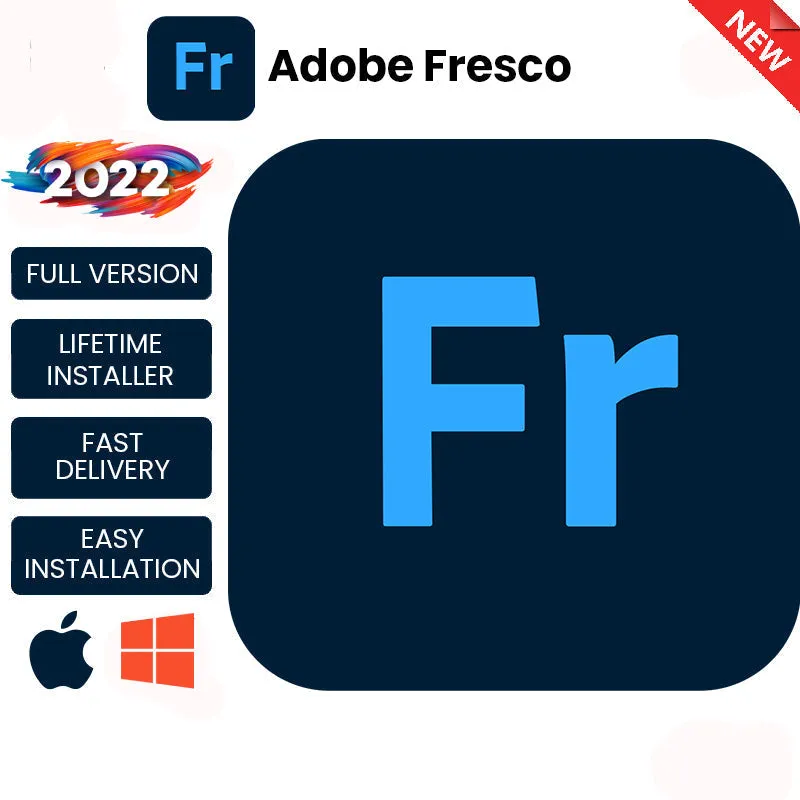 Fr Adobe Fresco
NEW
2022
FULL VERSION
LIFETIME
INSTALLER
FAST
DELIVERY
EASY
INSTALLATION
Fr